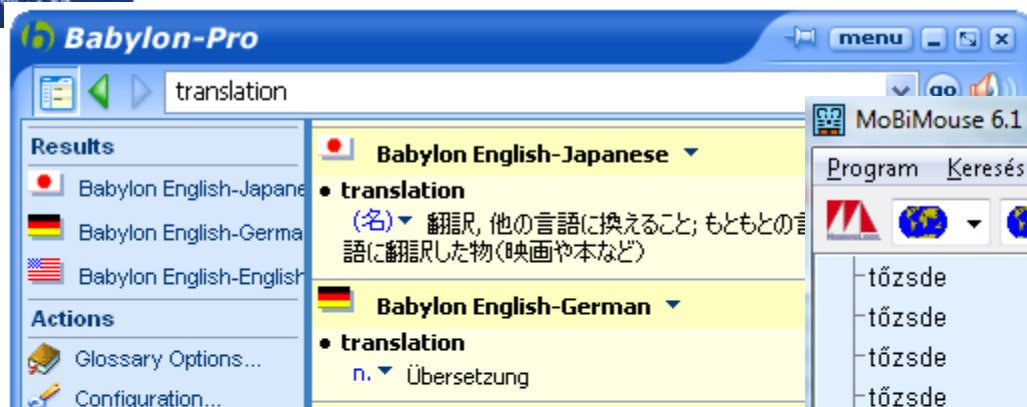 Babylon-Pro
menu
translation
go
Results
Babylon English-Japane
Babylon English-Germa
Babylon English-English
Actions
Glossary Options...
Configuration...
Babylon English-Japanese
• translation
(名) 翻訳, 他の言語に換えること; もともとの言
語に翻訳した物(映画や本など)
Babylon English-German
• translation
n. Übersetzung
MoBiMouse 6.1
Program Keresés
tőzsde
tőzsde
tőzsde
tőzsde